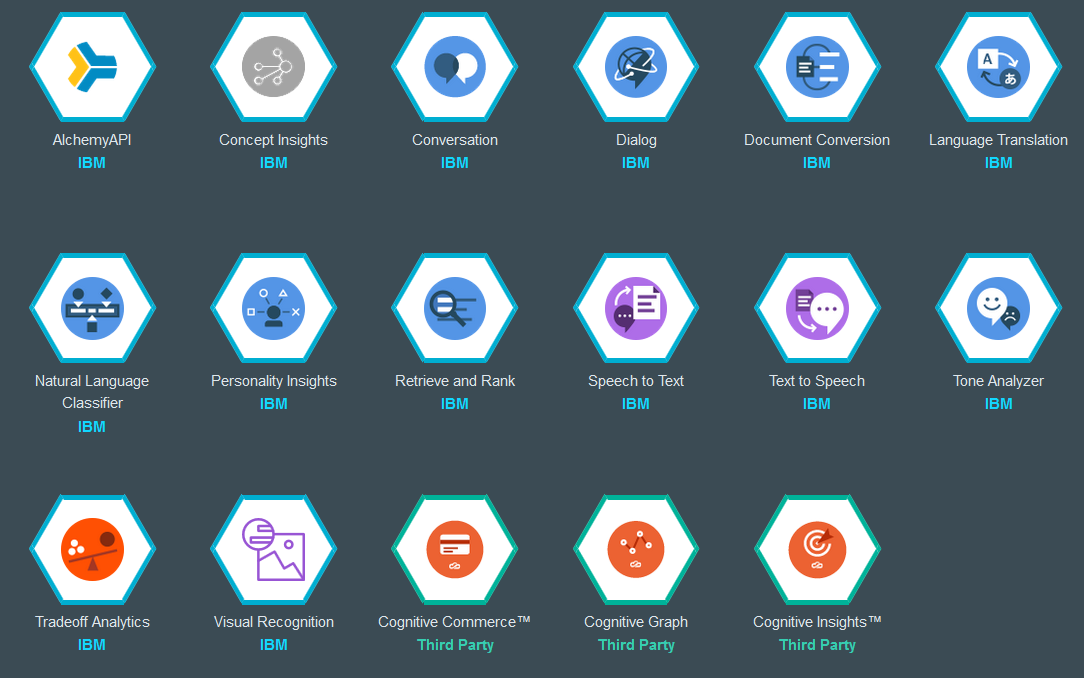 AlchemyAPI
IBM
Concept Insights
IBM
Conversation
IBM
Dialog
IBM
Document Conversion
IBM
A
あ
Language Translation
IBM
Natural Language
Classifier
IBM
Personality Insights
IBM
Retrieve and Rank
IBM
Speech to Text
IBM
Text to Speech
IBM
Tone Analyzer
IBM
Tradeoff Analytics
IBM
Visual Recognition
IBM
Cognitive Commerce™
Third Party
Cognitive Graph
Third Party
Cognitive Insights™
Third Party